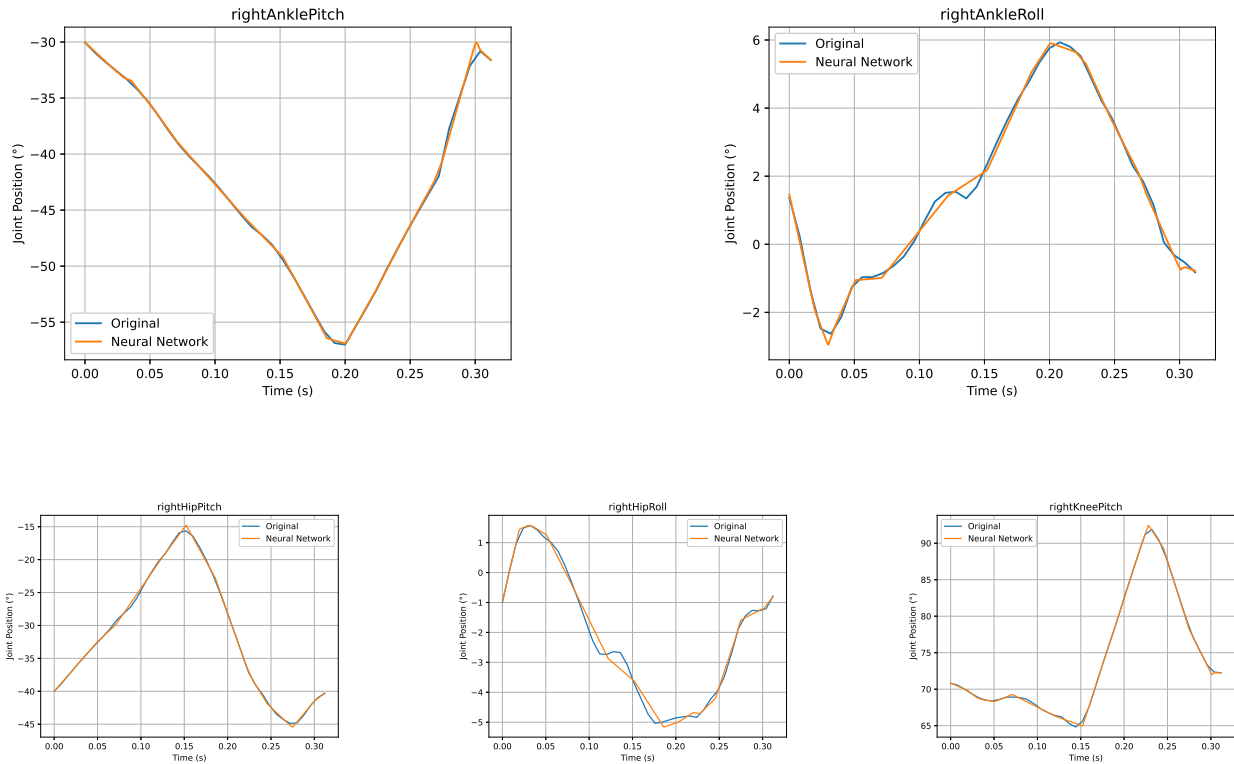 rightAnklePitch
−30
−35
−40
−45
−50
−55
Joint Position (°)
Original
Neural Network
0.00 0.05 0.10 0.15 0.20 0.25 0.30
Time (s)
rightAnkleRoll
6
4
2
0
−2
Joint Position (°)
Original
Neural Network
0.00 0.05 0.10 0.15 0.20 0.25 0.30
Time (s)
rightHipPitch
−15
−20
−25
−30
−35
−40
−45
Joint Position (°)
Original
Neural Network
0.00 0.05 0.10 0.15 0.20 0.25 0.30
Time (s)
rightHipRoll
1
0
−1
−2
−3
−4
−5
Joint Position (°)
Original
Neural Network
0.00 0.05 0.10 0.15 0.20 0.25 0.30
Time (s)
rightKneePitch
90
85
80
75
70
65
Joint Position (°)
Original
Neural Network
0.00 0.05 0.10 0.15 0.20 0.25 0.30
Time (s)